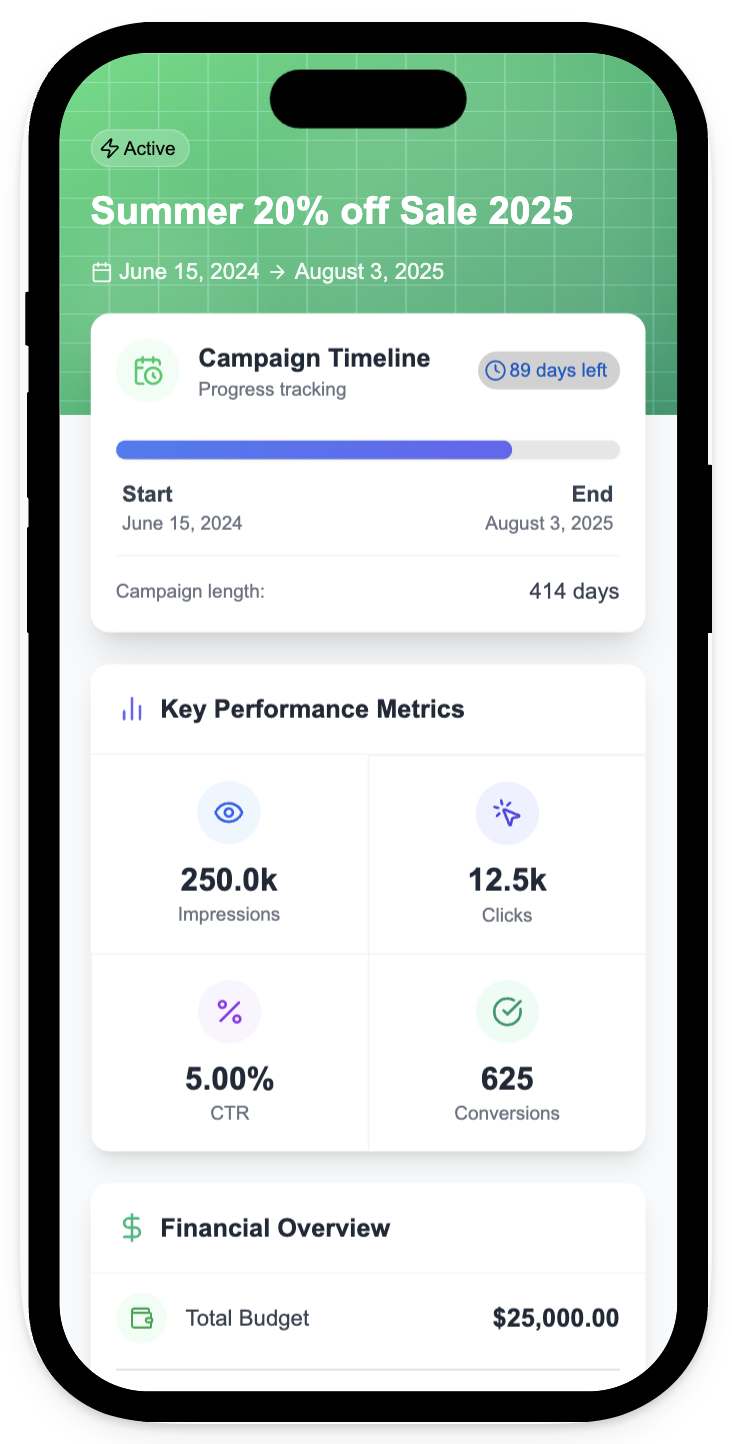 Active
Summer 20% off Sale 2025
June 15, 2024 → August 3, 2025
Campaign Timeline
Progress tracking
89 days left
Start
End
June 15, 2024
August 3, 2025
Campaign length:
414 days
Key Performance Metrics
250.0k
Impressions
12.5k
Clicks
5.00%
CTR
625
Conversions
Financial Overview
Total Budget
$25,000.00